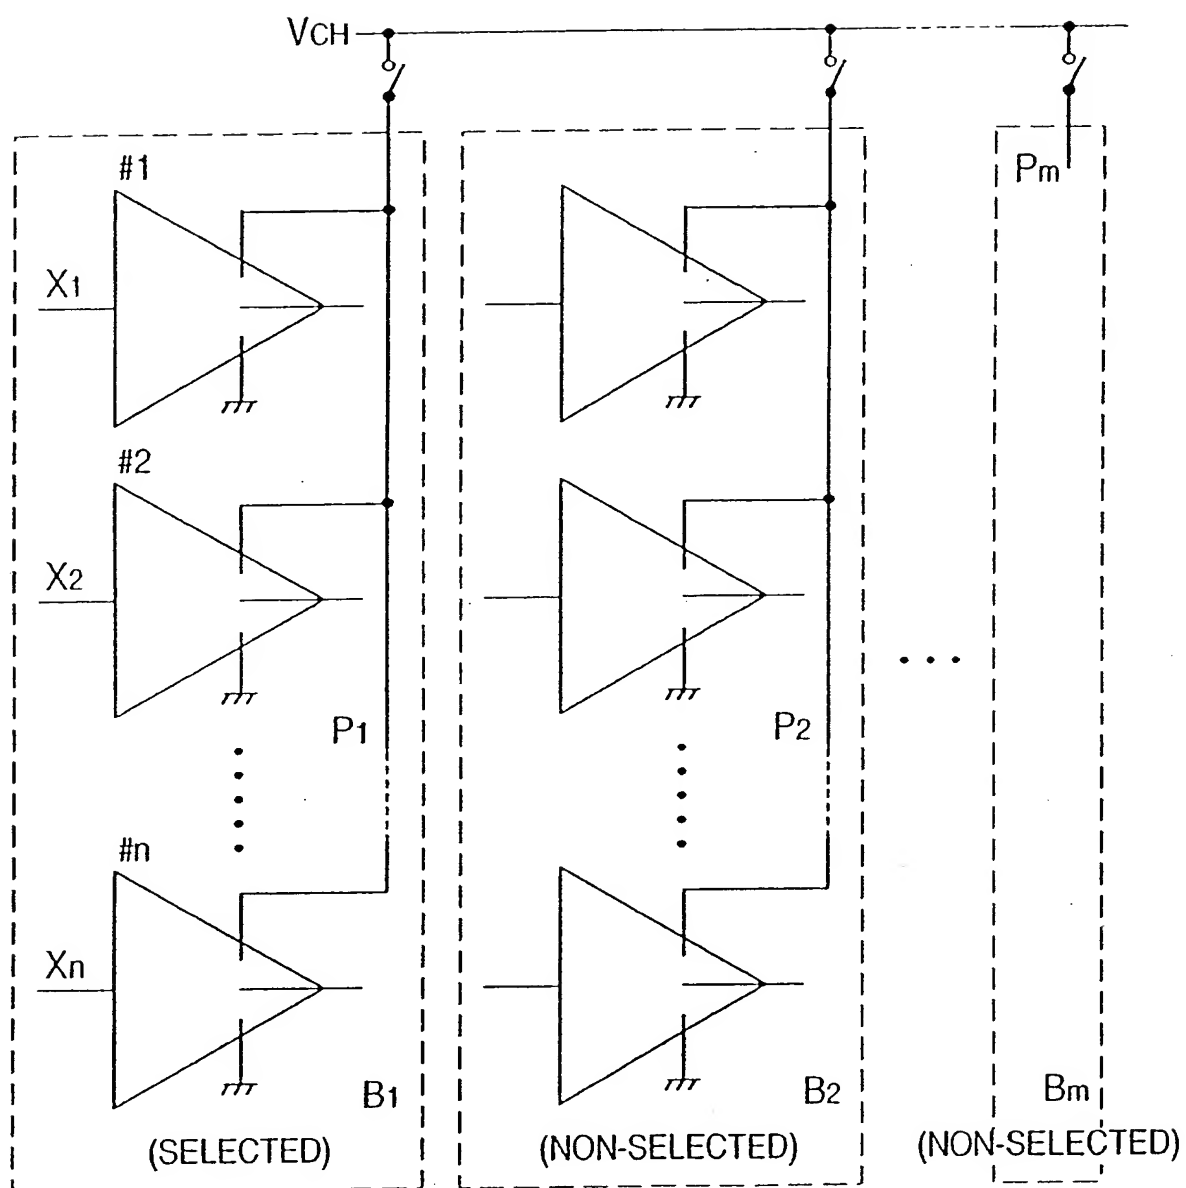 VCH
#1
Pm
X1
#2
X2
P1
P2
#n
Xn
B1
B2
Bm
(SELECTED)
(NON-SELECTED)
(NON-SELECTED)